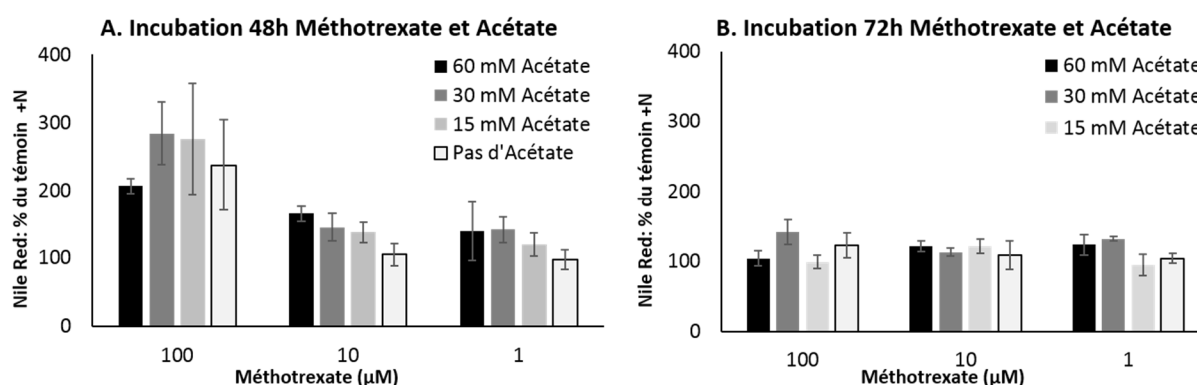 A. Incubation 48h Méthotrexate et Acétate
400
300
200
100
0
Nile Red: % du témoin +N
60 mM Acétate
30 mM Acétate
15 mM Acétate
Pas d'Acétate
100
10
1
Méthotrexate (µM)
B. Incubation 72h Méthotrexate et Acétate
400
300
200
100
0
Nile Red: % du témoin +N
60 mM Acétate
30 mM Acétate
15 mM Acétate
100
10
1
Méthotrexate (µM)